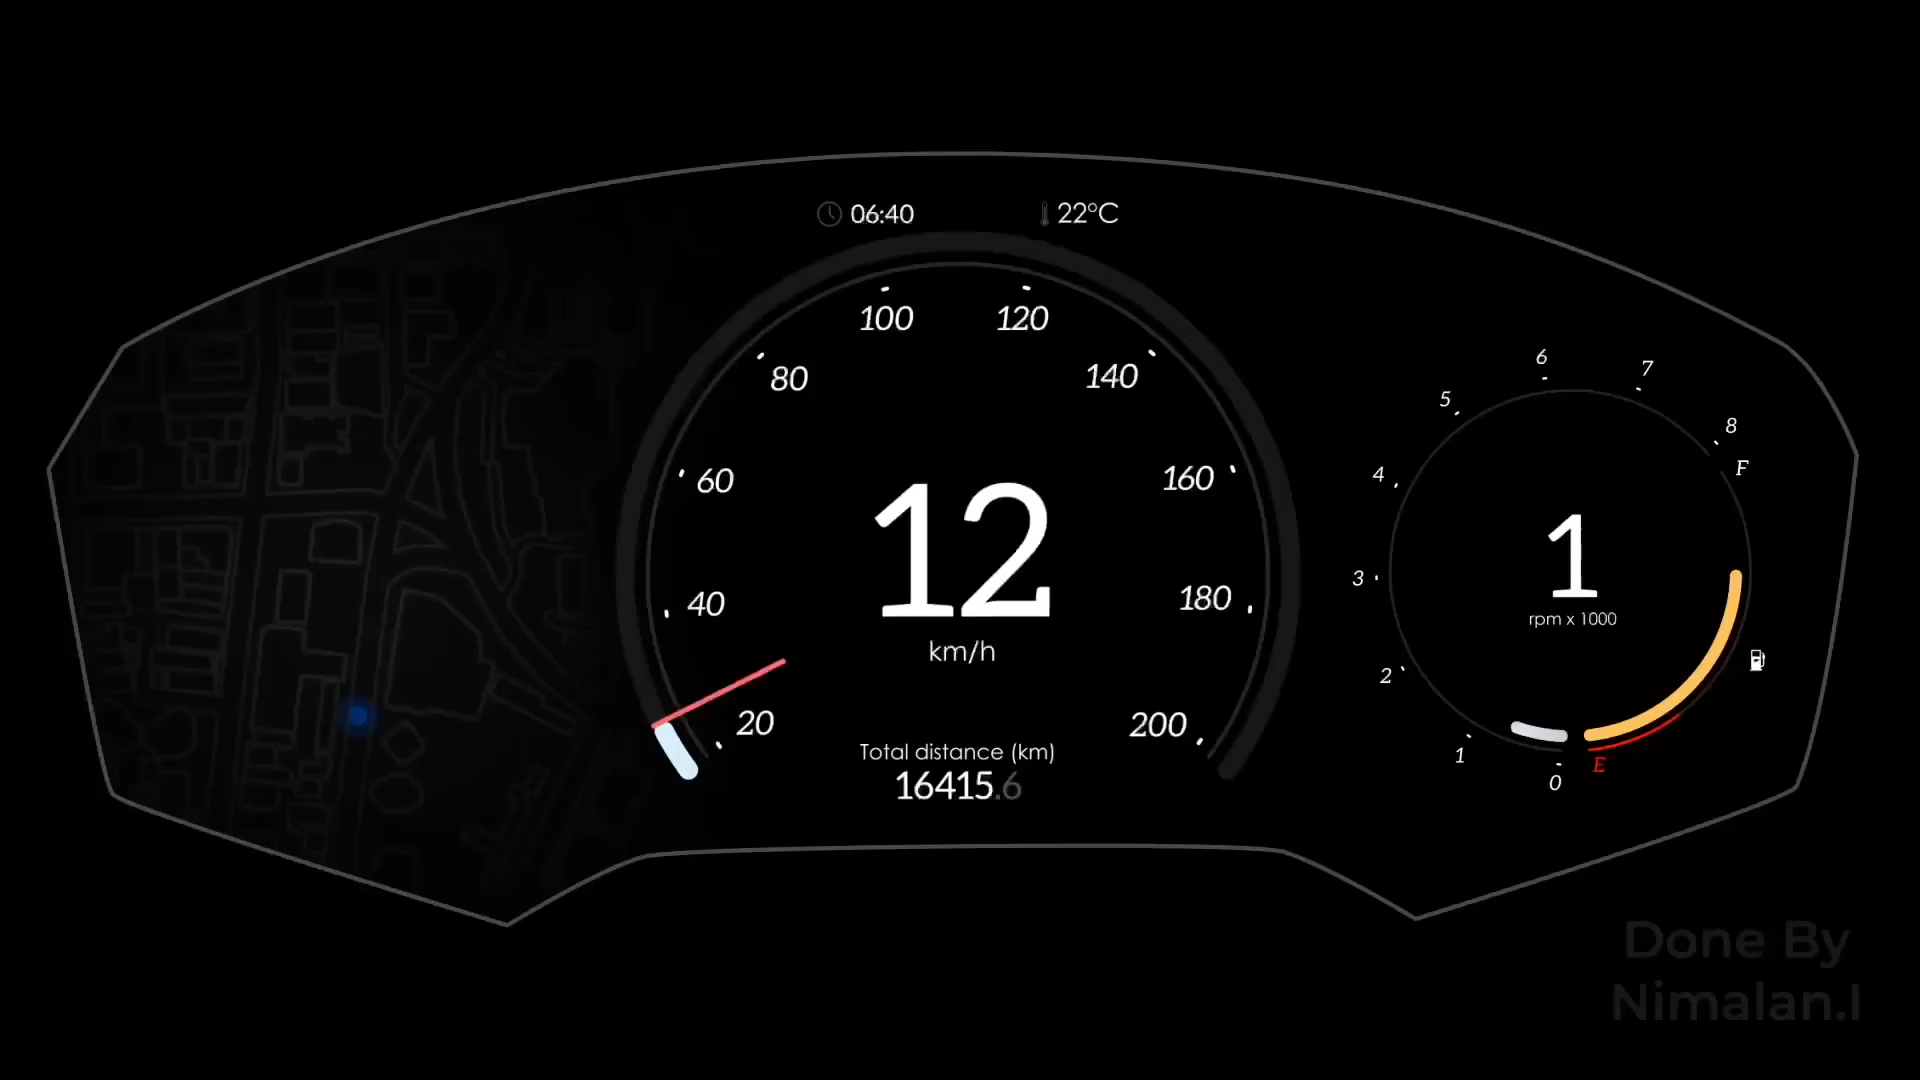 06:40 22°C
100 120
80 140
60 160
40 180
20 200
12
km/h
Total distance (km)
16415.6
6 7
5 8
4 F
3
2
1 E
0
1
rpm x 1000
Done By
Nimalan.I